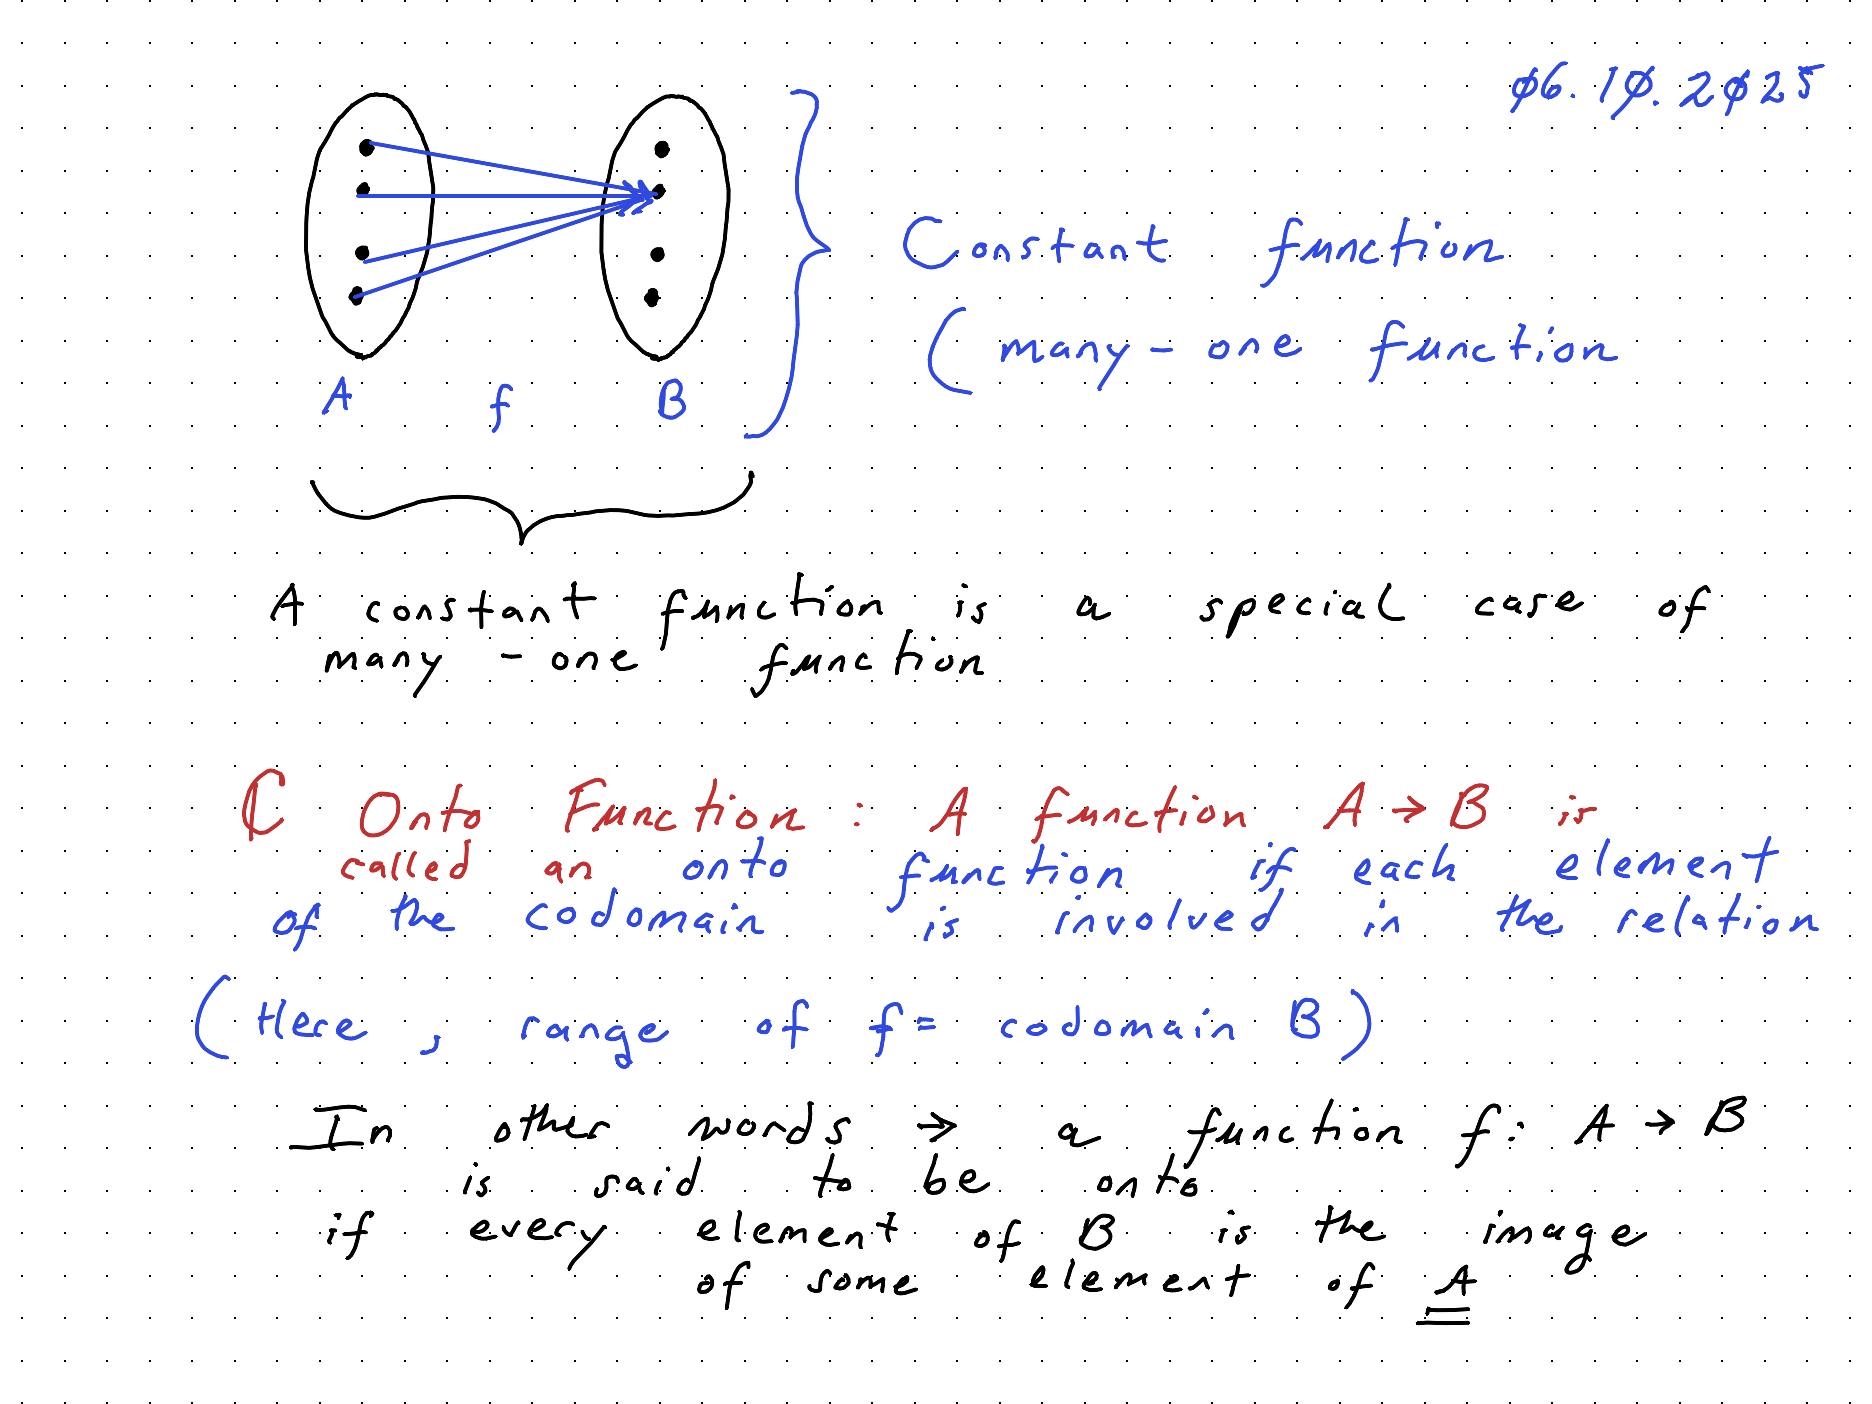 06.10.2025
Constant function
(many-one function
A f B
A constant function is a special case of
many-one function
C Onto Function : A function A → B is
called an onto function if each element
of the codomain is involved in the relation
(Here, range of f = codomain B)
In other words → a function f: A → B
is said to be onto
if every element of B is the image
of some element of A